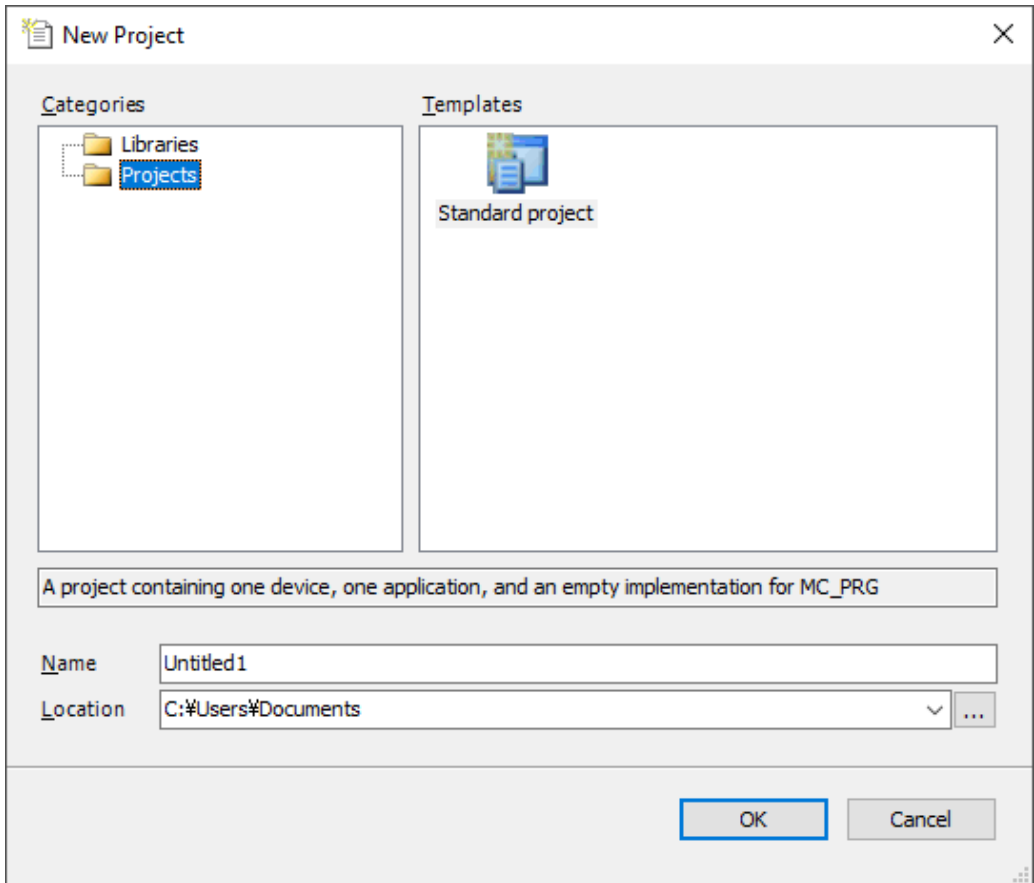 New Project
Categories
Templates
Libraries
Projects
Standard project
A project containing one device, one application, and an empty implementation for MC_PRG
Name
Untitled1
Location
C:¥Users¥Documents
...
OK
Cancel